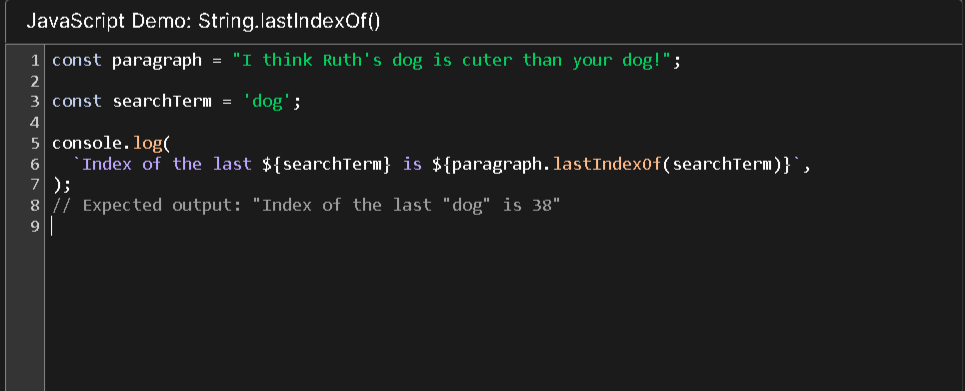 JavaScript Demo: String.lastIndexOf()
1 const paragraph = "I think Ruth's dog is cuter than your dog!";
2
3 const searchTerm = 'dog';
4
5 console.log(
6   `Index of the last ${searchTerm} is ${paragraph.lastIndexOf(searchTerm)}`,
7 );
8 // Expected output: "Index of the last "dog" is 38"
9